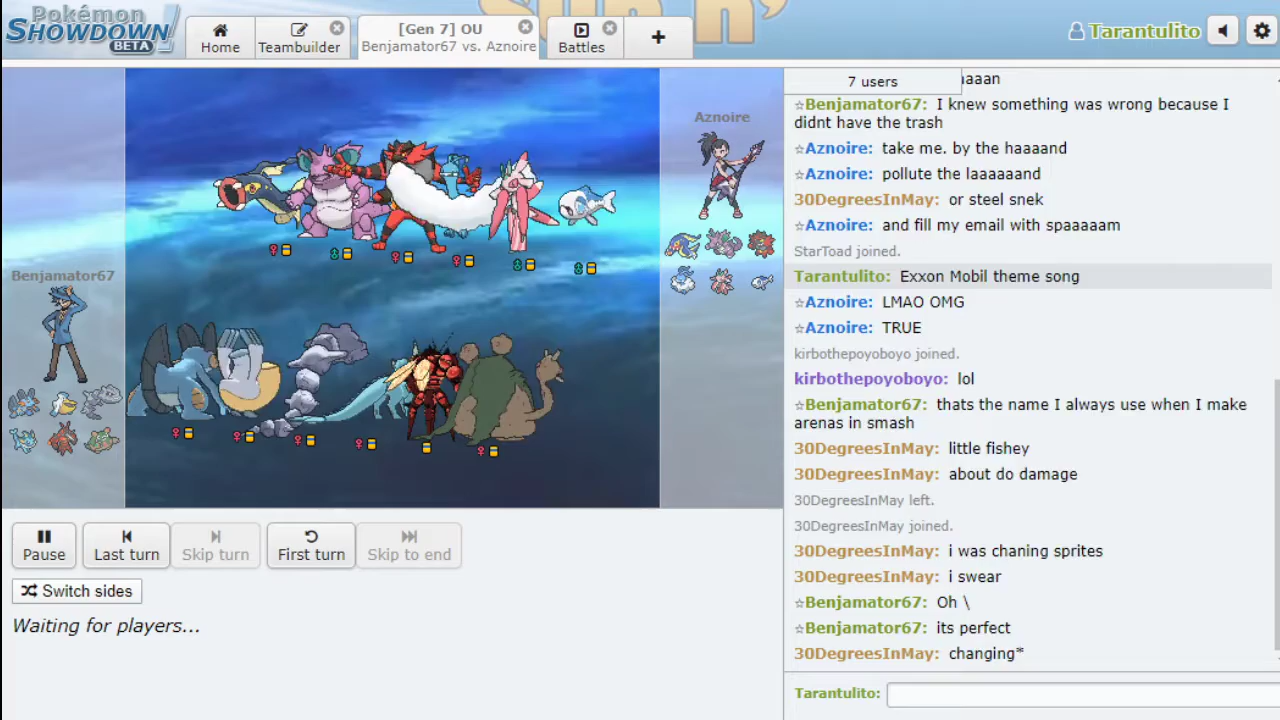 Pokémon
SHOWDOWN!
BETA
Home
Teambuilder
[Gen 7] OU
Benjamator67 vs. Aznoire
Battles
Tarantulito
7 users
Benjamator67
Aznoire
☆Benjamator67: I knew something was wrong because I
didnt have the trash
☆Aznoire: take me. by the haaaand
☆Aznoire: pollute the laaaaaand
30DegreesInMay: or steel snek
☆Aznoire: and fill my email with spaaaaam
StarToad joined.
Tarantulito: Exxon Mobil theme song
☆Aznoire: LMAO OMG
☆Aznoire: TRUE
kirbothepoyoboyo joined.
kirbothepoyoboyo: lol
☆Benjamator67: thats the name I always use when I make
arenas in smash
30DegreesInMay: little fishey
30DegreesInMay: about do damage
30DegreesInMay left.
30DegreesInMay joined.
30DegreesInMay: i was chaning sprites
30DegreesInMay: i swear
☆Benjamator67: Oh \
☆Benjamator67: its perfect
30DegreesInMay: changing*
Tarantulito:
Pause
Last turn
Skip turn
First turn
Skip to end
Switch sides
Waiting for players...